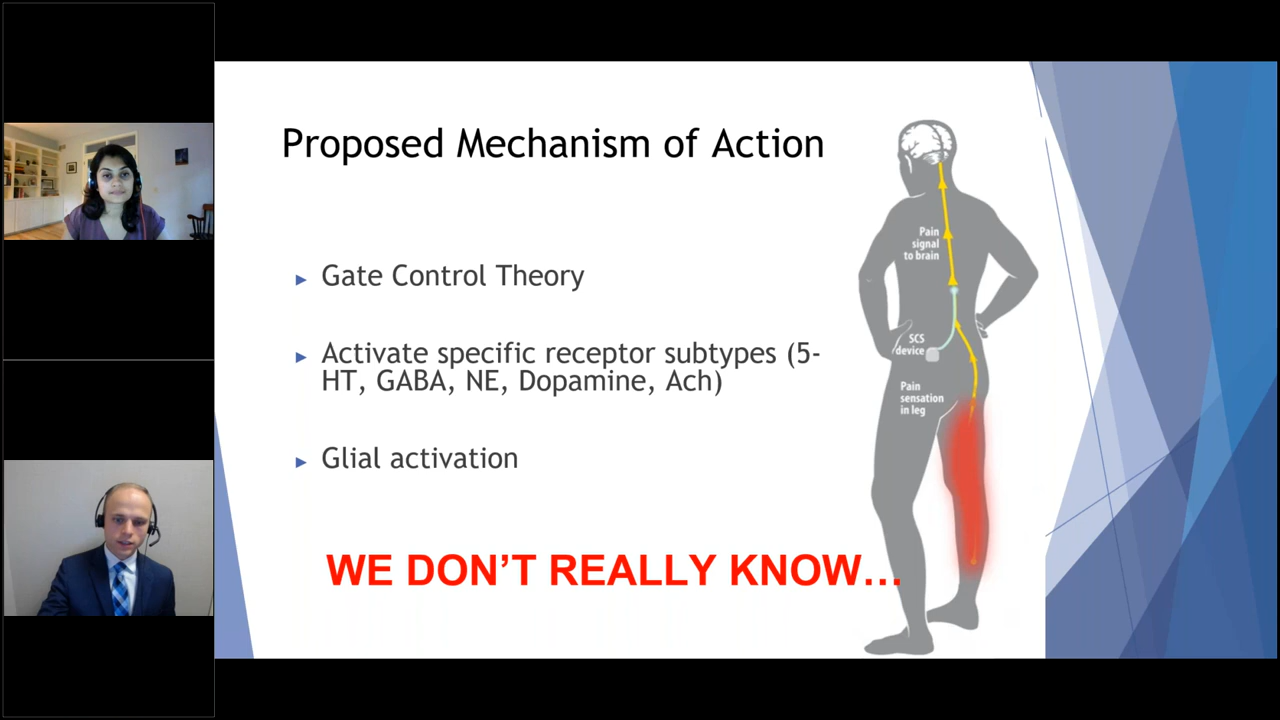 Proposed Mechanism of Action
Gate Control Theory
Activate specific receptor subtypes (5-
HT, GABA, NE, Dopamine, Ach)
Glial activation
WE DON’T REALLY KNOW...
Pain
signal
to brain
SCS
device
Pain
sensation
in leg